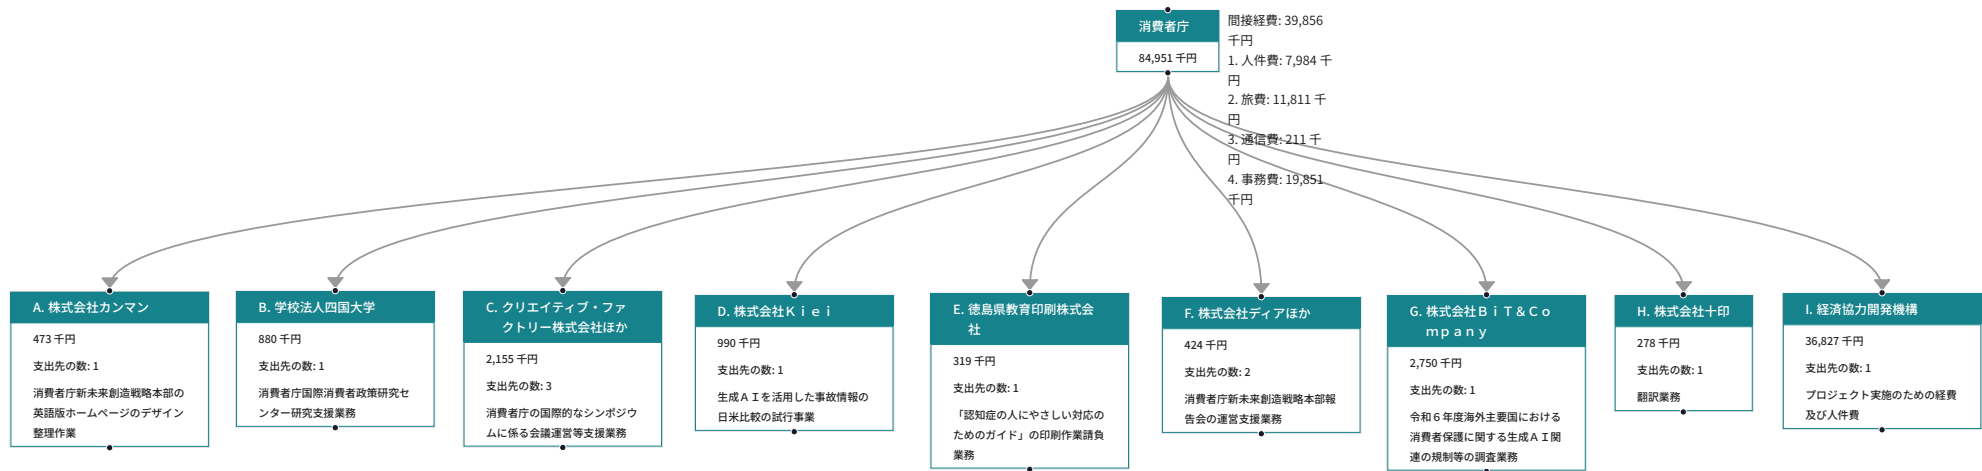 消費者庁
84,951 千円
間接経費: 39,856
千円
1. 人件費: 7,984 千
円
2. 旅費: 11,811 千
円
3. 通信費: 211 千
円
4. 事務費: 19,851
千円
A. 株式会社カンマン
473 千円
支出先の数: 1
消費者庁新未来創造戦略本部の
英語版ホームページのデザイン
整理作業
B. 学校法人四国大学
880 千円
支出先の数: 1
消費者庁国際消費者政策研究セ
ンター研究支援業務
C. クリエイティブ・ファ
クトリー株式会社ほか
2,155 千円
支出先の数: 3
消費者庁の国際的なシンポジウ
ムに係る会議運営等支援業務
D. 株式会社Ｋｉｅｉ
990 千円
支出先の数: 1
生成ＡＩを活用した事故情報の
日米比較の試行事業
E. 徳島県教育印刷株式会
社
319 千円
支出先の数: 1
「認知症の人にやさしい対応の
ためのガイド」の印刷作業請負
業務
F. 株式会社ディアほか
424 千円
支出先の数: 2
消費者庁新未来創造戦略本部報
告会の運営支援業務
G. 株式会社ＢｉＴ＆Ｃｏ
ｍｐａｎｙ
2,750 千円
支出先の数: 1
令和６年度海外主要国における
消費者保護に関する生成ＡＩ関
連の規制等の調査業務
H. 株式会社十印
278 千円
支出先の数: 1
翻訳業務
I. 経済協力開発機構
36,827 千円
支出先の数: 1
プロジェクト実施のための経費
及び人件費